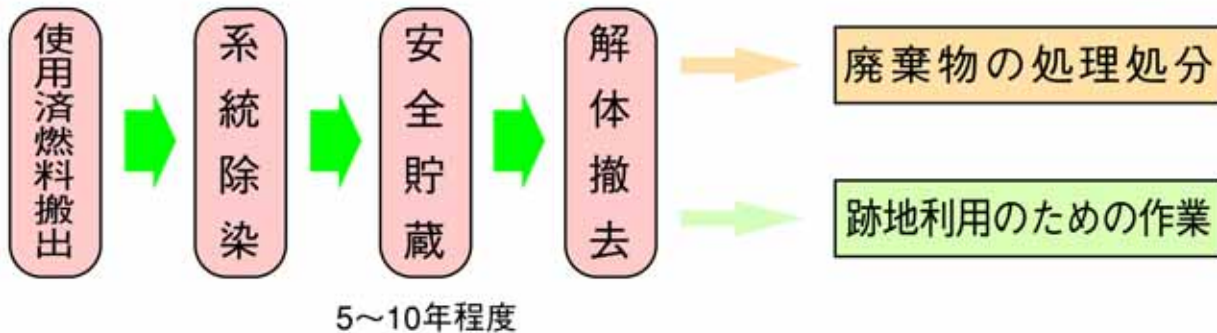 使用済燃料搬出
系統除染
安全貯蔵
解体撤去
廃棄物の処理処分
跡地利用のための作業
5〜10年程度